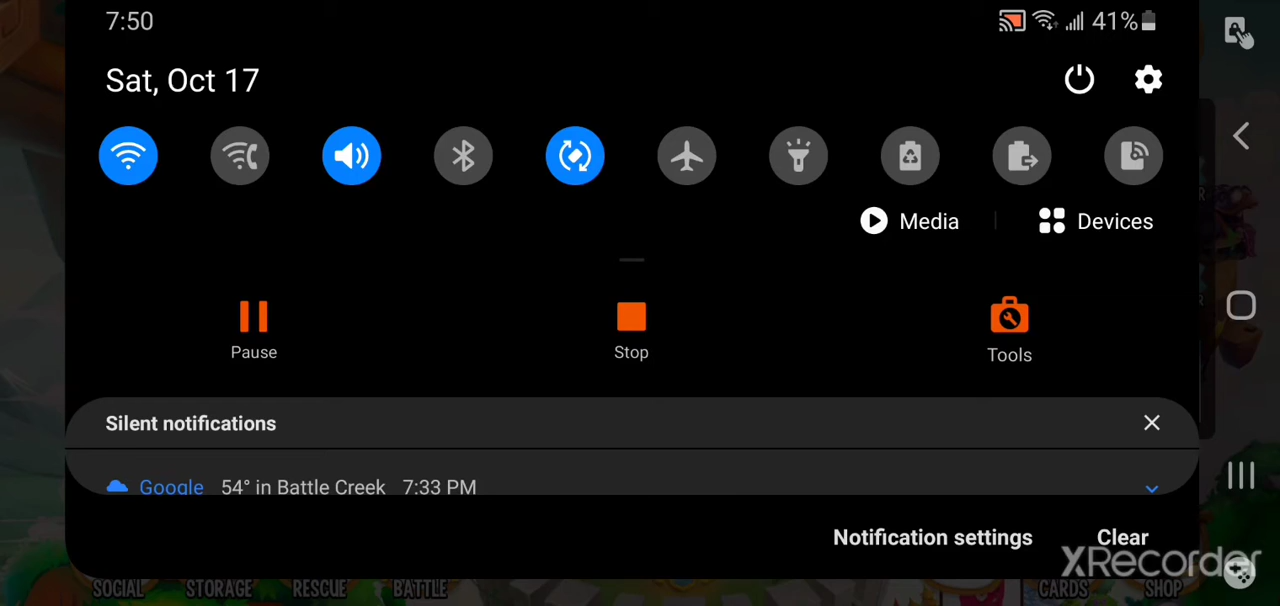 7:50
41%
Sat, Oct 17
Media
Devices
Pause
Stop
Tools
Silent notifications
Google 54° in Battle Creek 7:33 PM
Notification settings
Clear
XRecorder
SOCIAL
STORAGE
RESCUE
BATTLE
CARDS
SHOP